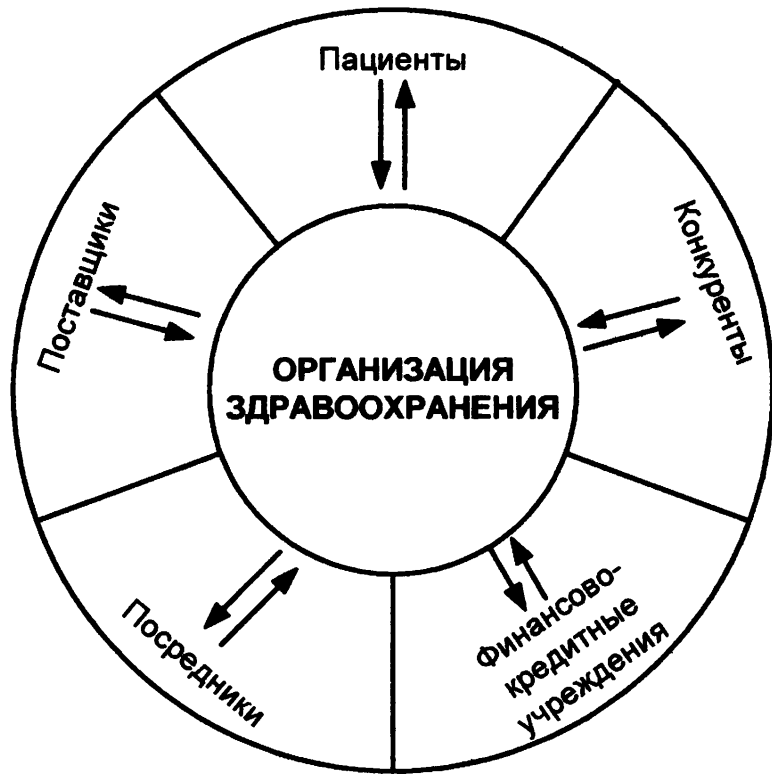 Пациенты
Поставщики
Конкуренты
ОРГАНИЗАЦИЯ
ЗДРАВООХРАНЕНИЯ
Посредники
Финансово-
кредитные
учреждения